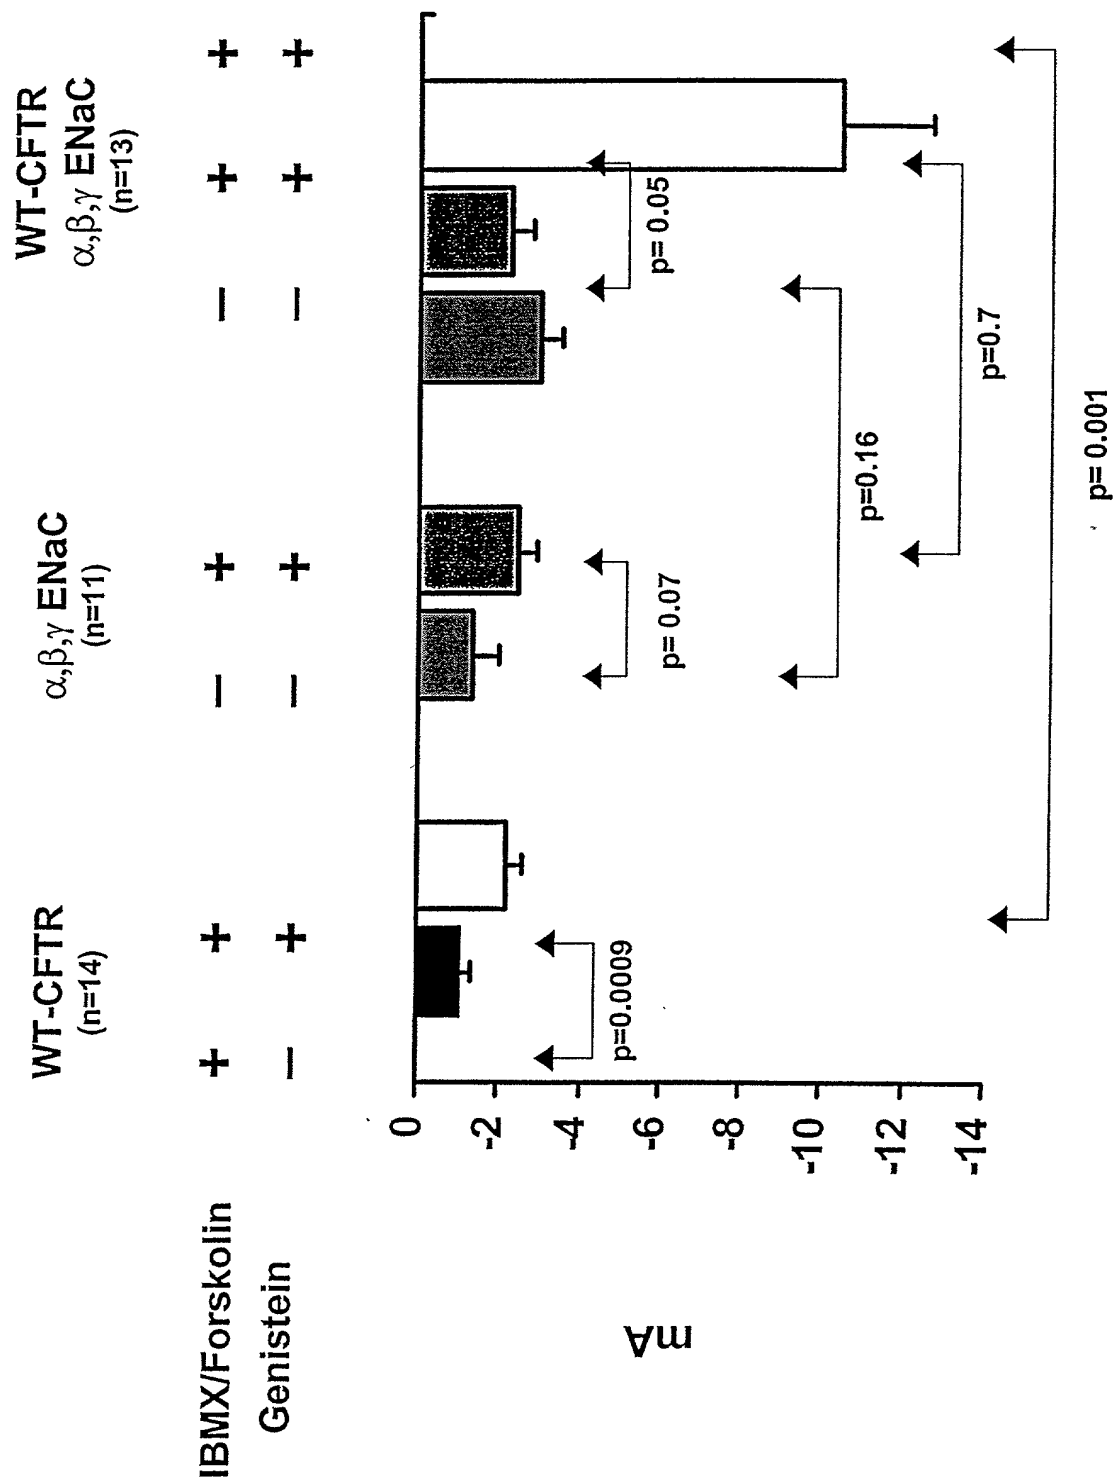 WT-CFTR
(n=14)
α,β,γ ENaC
(n=11)
WT-CFTR
α,β,γ ENaC
(n=13)
IBMX/Forskolin + + − + − + +
Genistein − + − + − + +
mA
0
-2
-4
-6
-8
-10
-12
-14
p=0.0009
p= 0.07
p= 0.05
p=0.16
p=0.7
p= 0.001